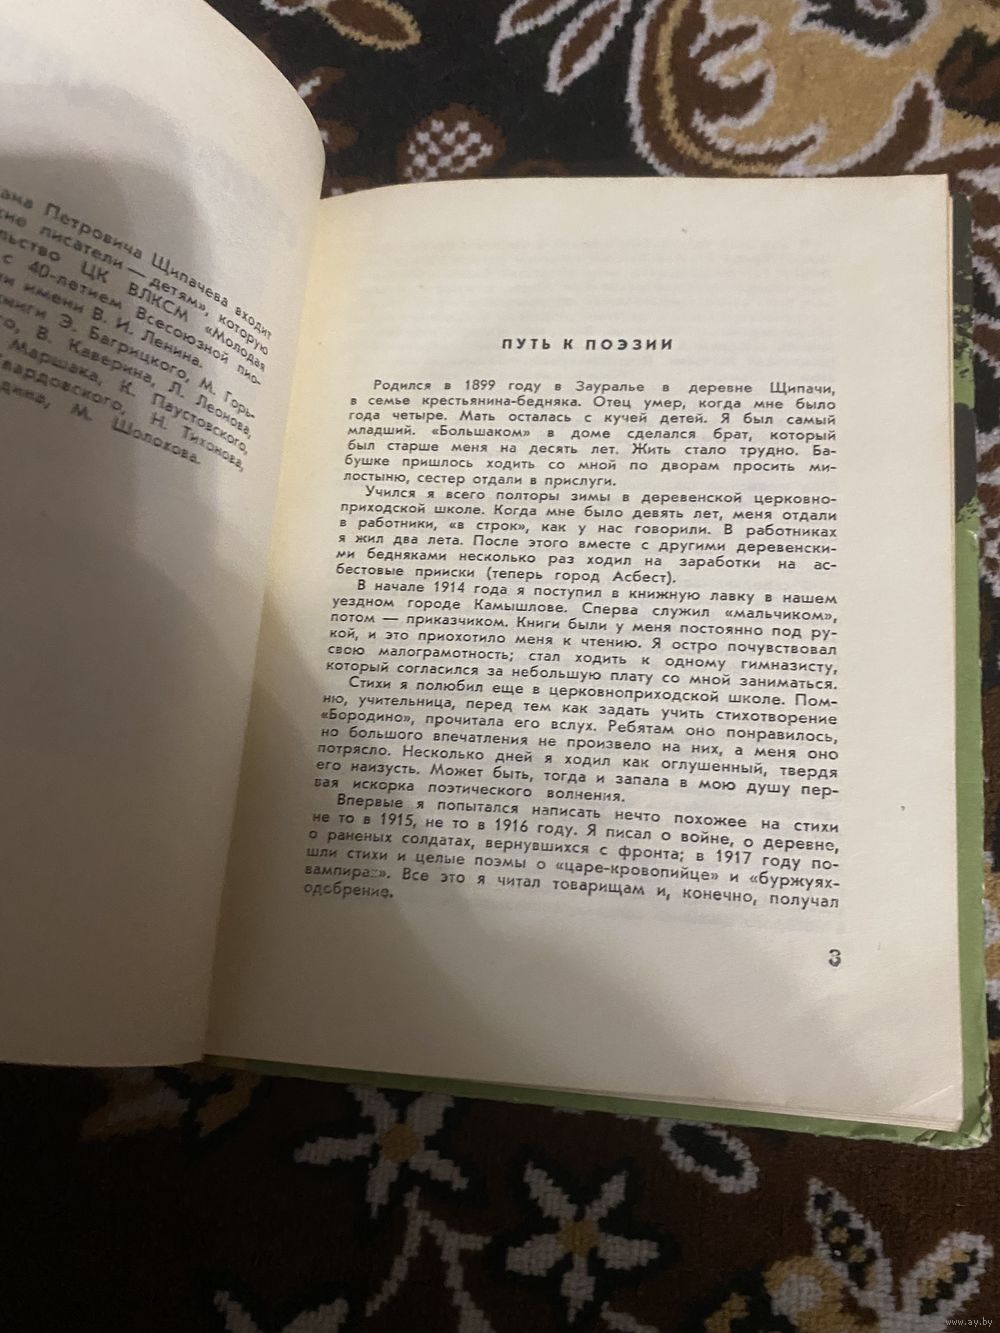 ана Петровича Щипачева входит
кие писатели — детям», которую
льство ЦК ВЛКСМ «Молодая
с 40-летием Всесоюзной пио-
и имени В. И. Ленина.
книги Э. Багрицкого, М. Горь-
го, В. Каверина, Л. Леонова,
Маршака, К. Паустовского,
вардовского, Н. Тихонова,
дина, М. Шолохова.
ПУТЬ К ПОЭЗИИ
Родился в 1899 году в Зауралье в деревне Щипачи,
в семье крестьянина-бедняка. Отец умер, когда мне было
года четыре. Мать осталась с кучей детей. Я был самый
младший. «Большаком» в доме сделался брат, который
был старше меня на десять лет. Жить стало трудно. Ба-
бушке пришлось ходить со мной по дворам просить ми-
лостыню, сестер отдали в прислуги.
Учился я всего полторы зимы в деревенской церковно-
приходской школе. Когда мне было девять лет, меня отдали
в работники, «в строк», как у нас говорили. В работниках
я жил два лета. После этого вместе с другими деревенски-
ми бедняками несколько раз ходил на заработки на ас-
бестовые прииски (теперь город Асбест).
В начале 1914 года я поступил в книжную лавку в нашем
уездном городе Камышлове. Сперва служил «мальчиком»,
потом — приказчиком. Книги были у меня постоянно под ру-
кой, и это приохотило меня к чтению. Я остро почувствовал
свою малограмотность; стал ходить к одному гимназисту,
который согласился за небольшую плату со мной заниматься.
Стихи я полюбил еще в церковноприходской школе. Пом-
ню, учительница, перед тем как задать учить стихотворение
«Бородино», прочитала его вслух. Ребятам оно понравилось,
но большого впечатления не произвело на них, а меня оно
потрясло. Несколько дней я ходил как оглушенный, твердя
его наизусть. Может быть, тогда и запала в мою душу пер-
вая искорка поэтического волнения.
Впервые я попытался написать нечто похожее на стихи
не то в 1915, не то в 1916 году. Я писал о войне, о деревне,
о раненых солдатах, вернувшихся с фронта; в 1917 году по-
шли стихи и целые поэмы о «царе-кровопийце» и «буржуях-
вампирах». Все это я читал товарищам и, конечно, получал
одобрение.
3
www.ay.by